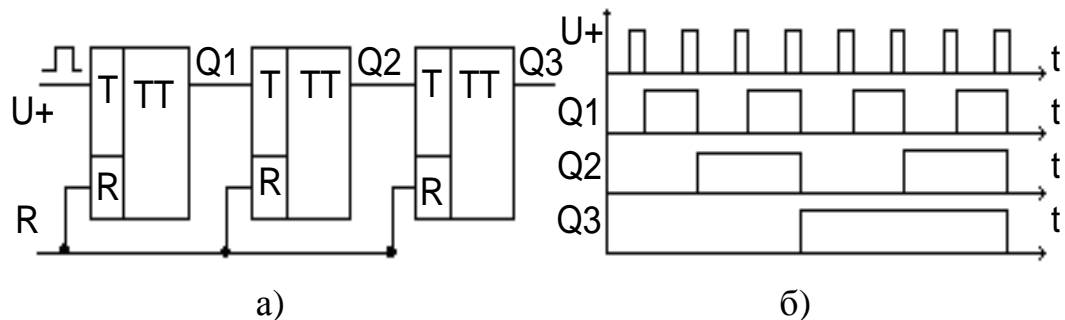 U+ T TT Q1 T TT Q2 T TT Q3
R R R
R
а)
U+ t
Q1 t
Q2 t
Q3 t
б)